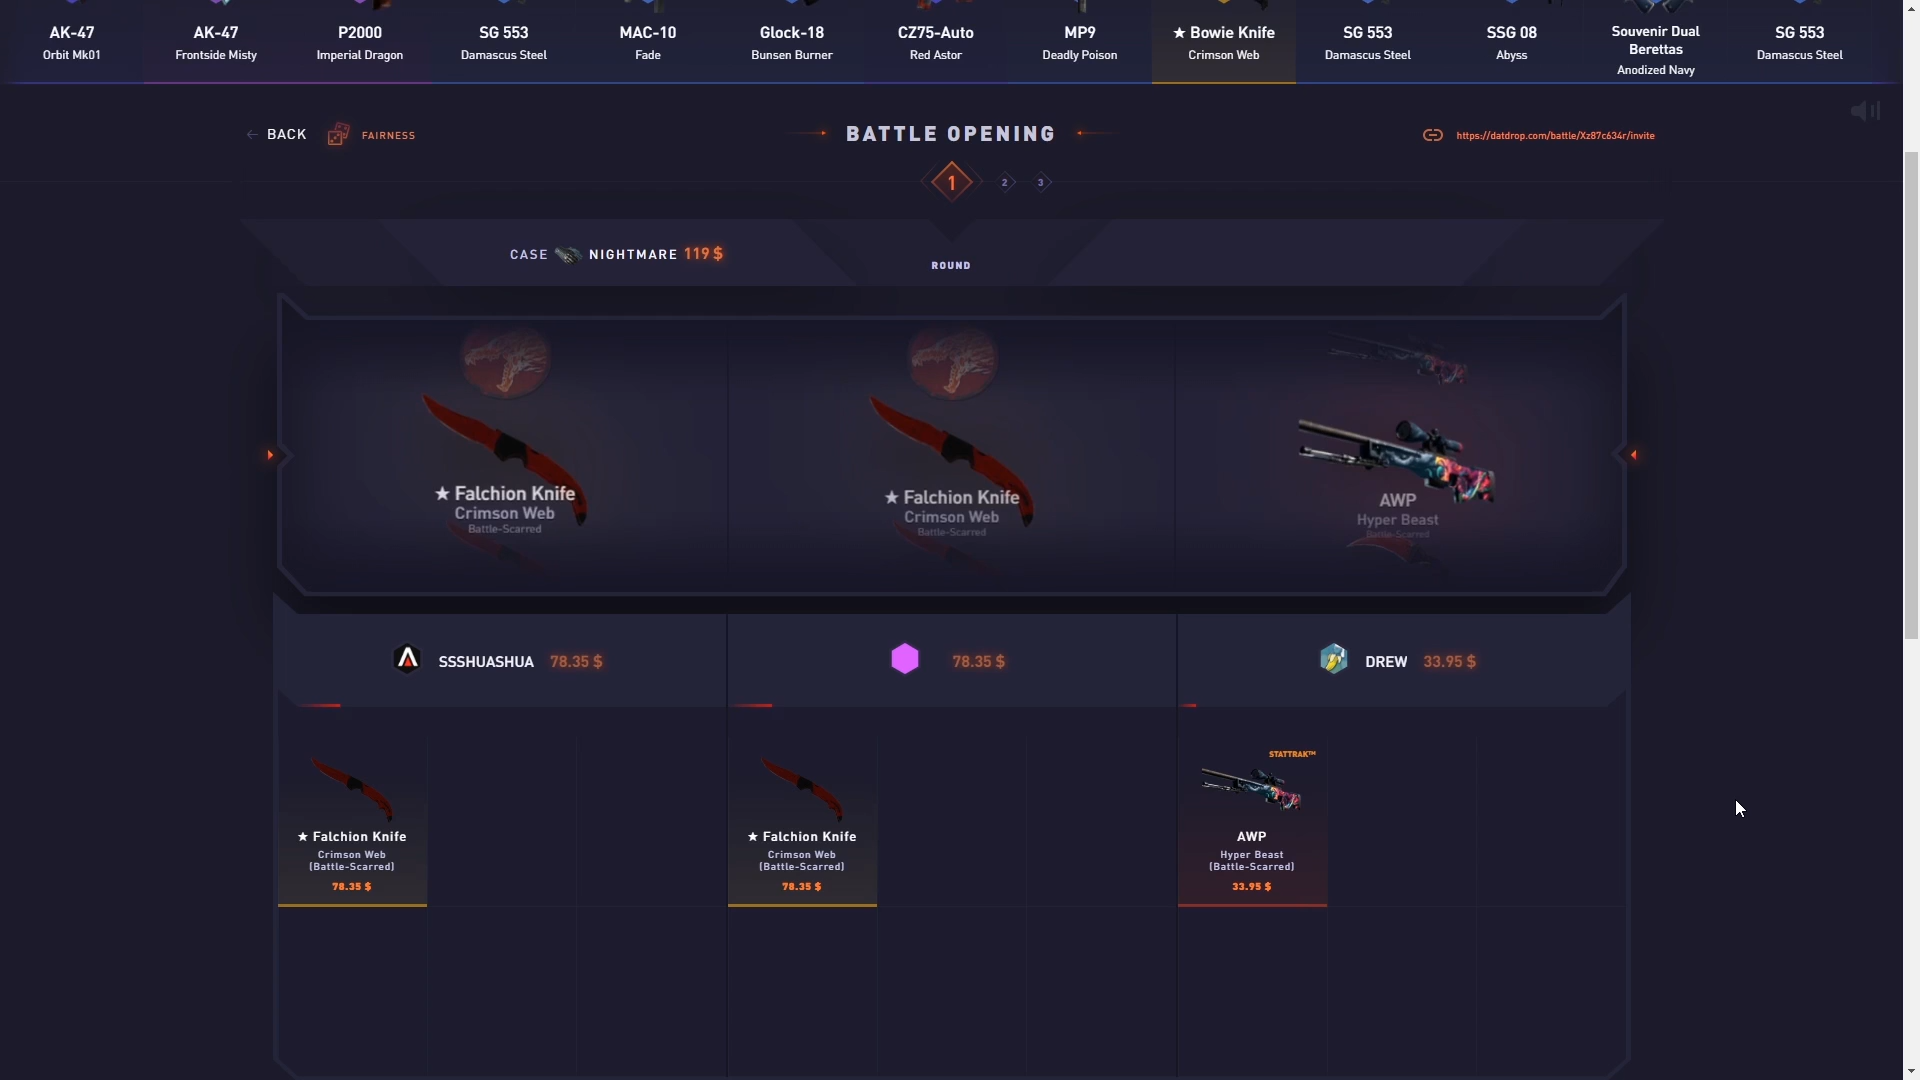 AK-47
Orbit Mk01
AK-47
Frontside Misty
P2000
Imperial Dragon
SG 553
Damascus Steel
MAC-10
Fade
Glock-18
Bunsen Burner
CZ75-Auto
Red Astor
MP9
Deadly Poison
★ Bowie Knife
Crimson Web
SG 553
Damascus Steel
SSG 08
Abyss
Souvenir Dual
Berettas
Anodized Navy
SG 553
Damascus Steel
← BACK
FAIRNESS
BATTLE OPENING
https://datdrop.com/battle/Xz87c634r/invite
1
2
3
CASE NIGHTMARE 119 $
ROUND
★ Falchion Knife
Crimson Web
Battle-Scarred
★ Falchion Knife
Crimson Web
Battle-Scarred
AWP
Hyper Beast
Battle-Scarred
SSSHUASHUA 78.35 $
78.35 $
DREW 33.95 $
★ Falchion Knife
Crimson Web
(Battle-Scarred)
78.35 $
★ Falchion Knife
Crimson Web
(Battle-Scarred)
78.35 $
STATTRAK™
AWP
Hyper Beast
(Battle-Scarred)
33.95 $